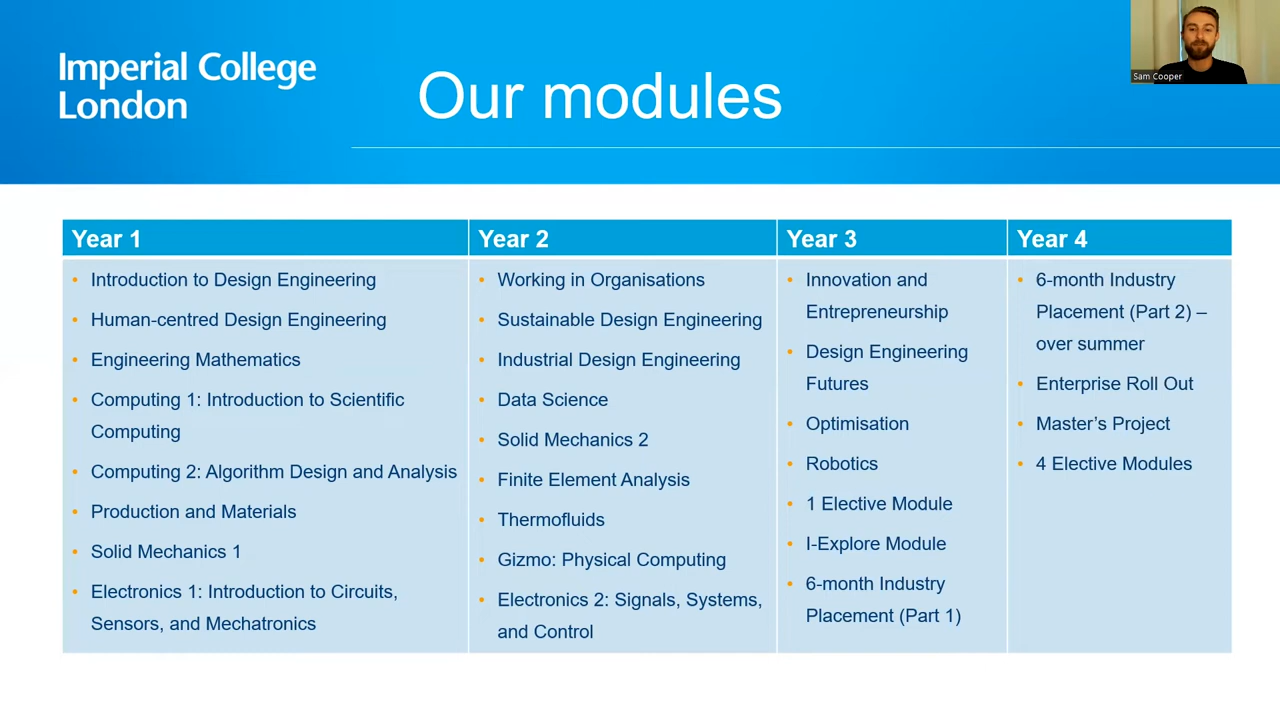 Imperial College
London
Our modules
Sam Cooper
Year 1
• Introduction to Design Engineering
• Human-centred Design Engineering
• Engineering Mathematics
• Computing 1: Introduction to Scientific
Computing
• Computing 2: Algorithm Design and Analysis
• Production and Materials
• Solid Mechanics 1
• Electronics 1: Introduction to Circuits,
Sensors, and Mechatronics
Year 2
• Working in Organisations
• Sustainable Design Engineering
• Industrial Design Engineering
• Data Science
• Solid Mechanics 2
• Finite Element Analysis
• Thermofluids
• Gizmo: Physical Computing
• Electronics 2: Signals, Systems,
and Control
Year 3
• Innovation and
Entrepreneurship
• Design Engineering
Futures
• Optimisation
• Robotics
• 1 Elective Module
• I-Explore Module
• 6-month Industry
Placement (Part 1)
Year 4
• 6-month Industry
Placement (Part 2) –
over summer
• Enterprise Roll Out
• Master’s Project
• 4 Elective Modules